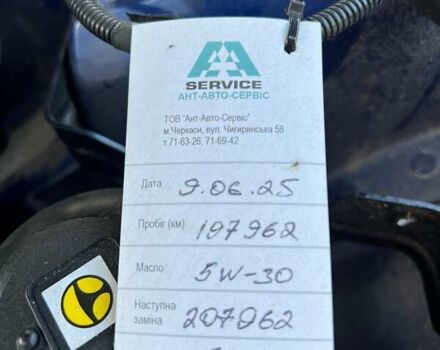 SERVICE
АНТ-АВТО-СЕРВІС
ТОВ "Ант-Авто-Сервіс"
м.Черкаси, вул. Чигиринська 58
т.71-63-26, 71-69-42
Дата 9.06.25
Пробіг (км) 197962
Масло 5W-30
Наступна
заміна 207962